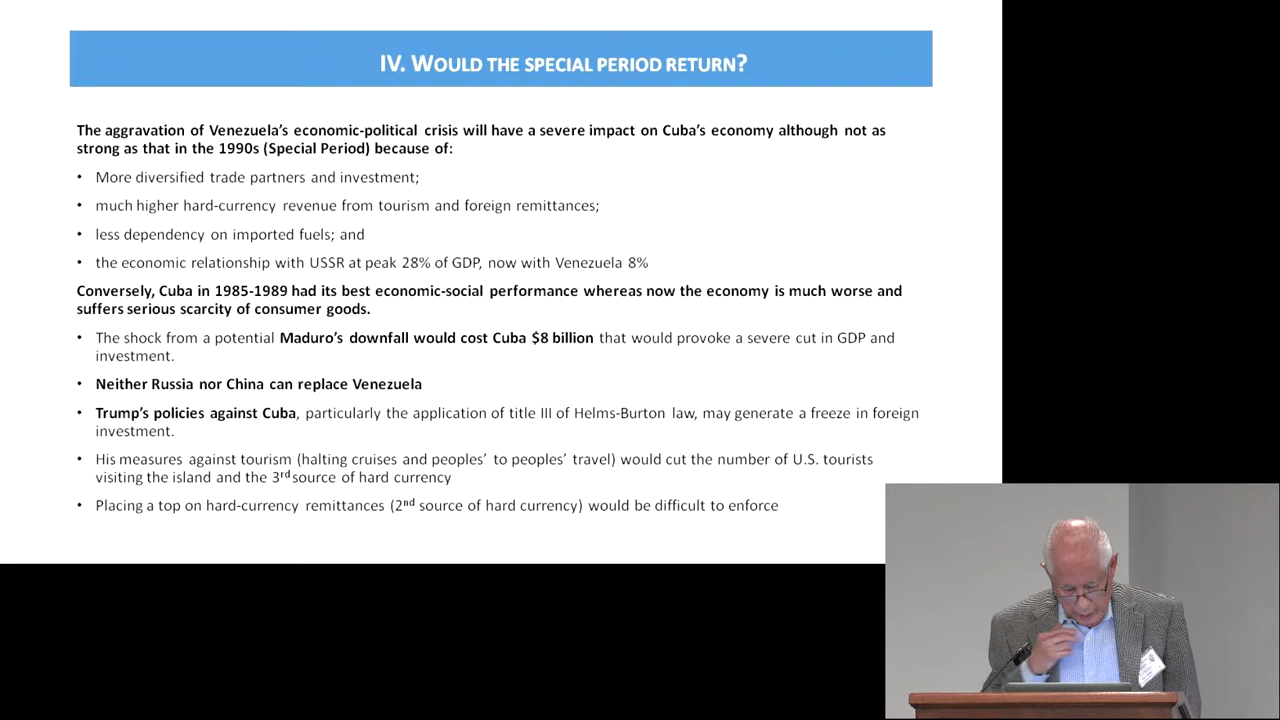 IV. WOULD THE SPECIAL PERIOD RETURN?
The aggravation of Venezuela's economic-political crisis will have a severe impact on Cuba's economy although not as
strong as that in the 1990s (Special Period) because of:
• More diversified trade partners and investment;
• much higher hard-currency revenue from tourism and foreign remittances;
• less dependency on imported fuels; and
• the economic relationship with USSR at peak 28% of GDP, now with Venezuela 8%
Conversely, Cuba in 1985-1989 had its best economic-social performance whereas now the economy is much worse and
suffers serious scarcity of consumer goods.
• The shock from a potential Maduro's downfall would cost Cuba $8 billion that would provoke a severe cut in GDP and
investment.
• Neither Russia nor China can replace Venezuela
• Trump's policies against Cuba, particularly the application of title III of Helms-Burton law, may generate a freeze in foreign
investment.
• His measures against tourism (halting cruises and peoples' to peoples' travel) would cut the number of U.S. tourists
visiting the island and the 3rd source of hard currency
• Placing a top on hard-currency remittances (2nd source of hard currency) would be difficult to enforce